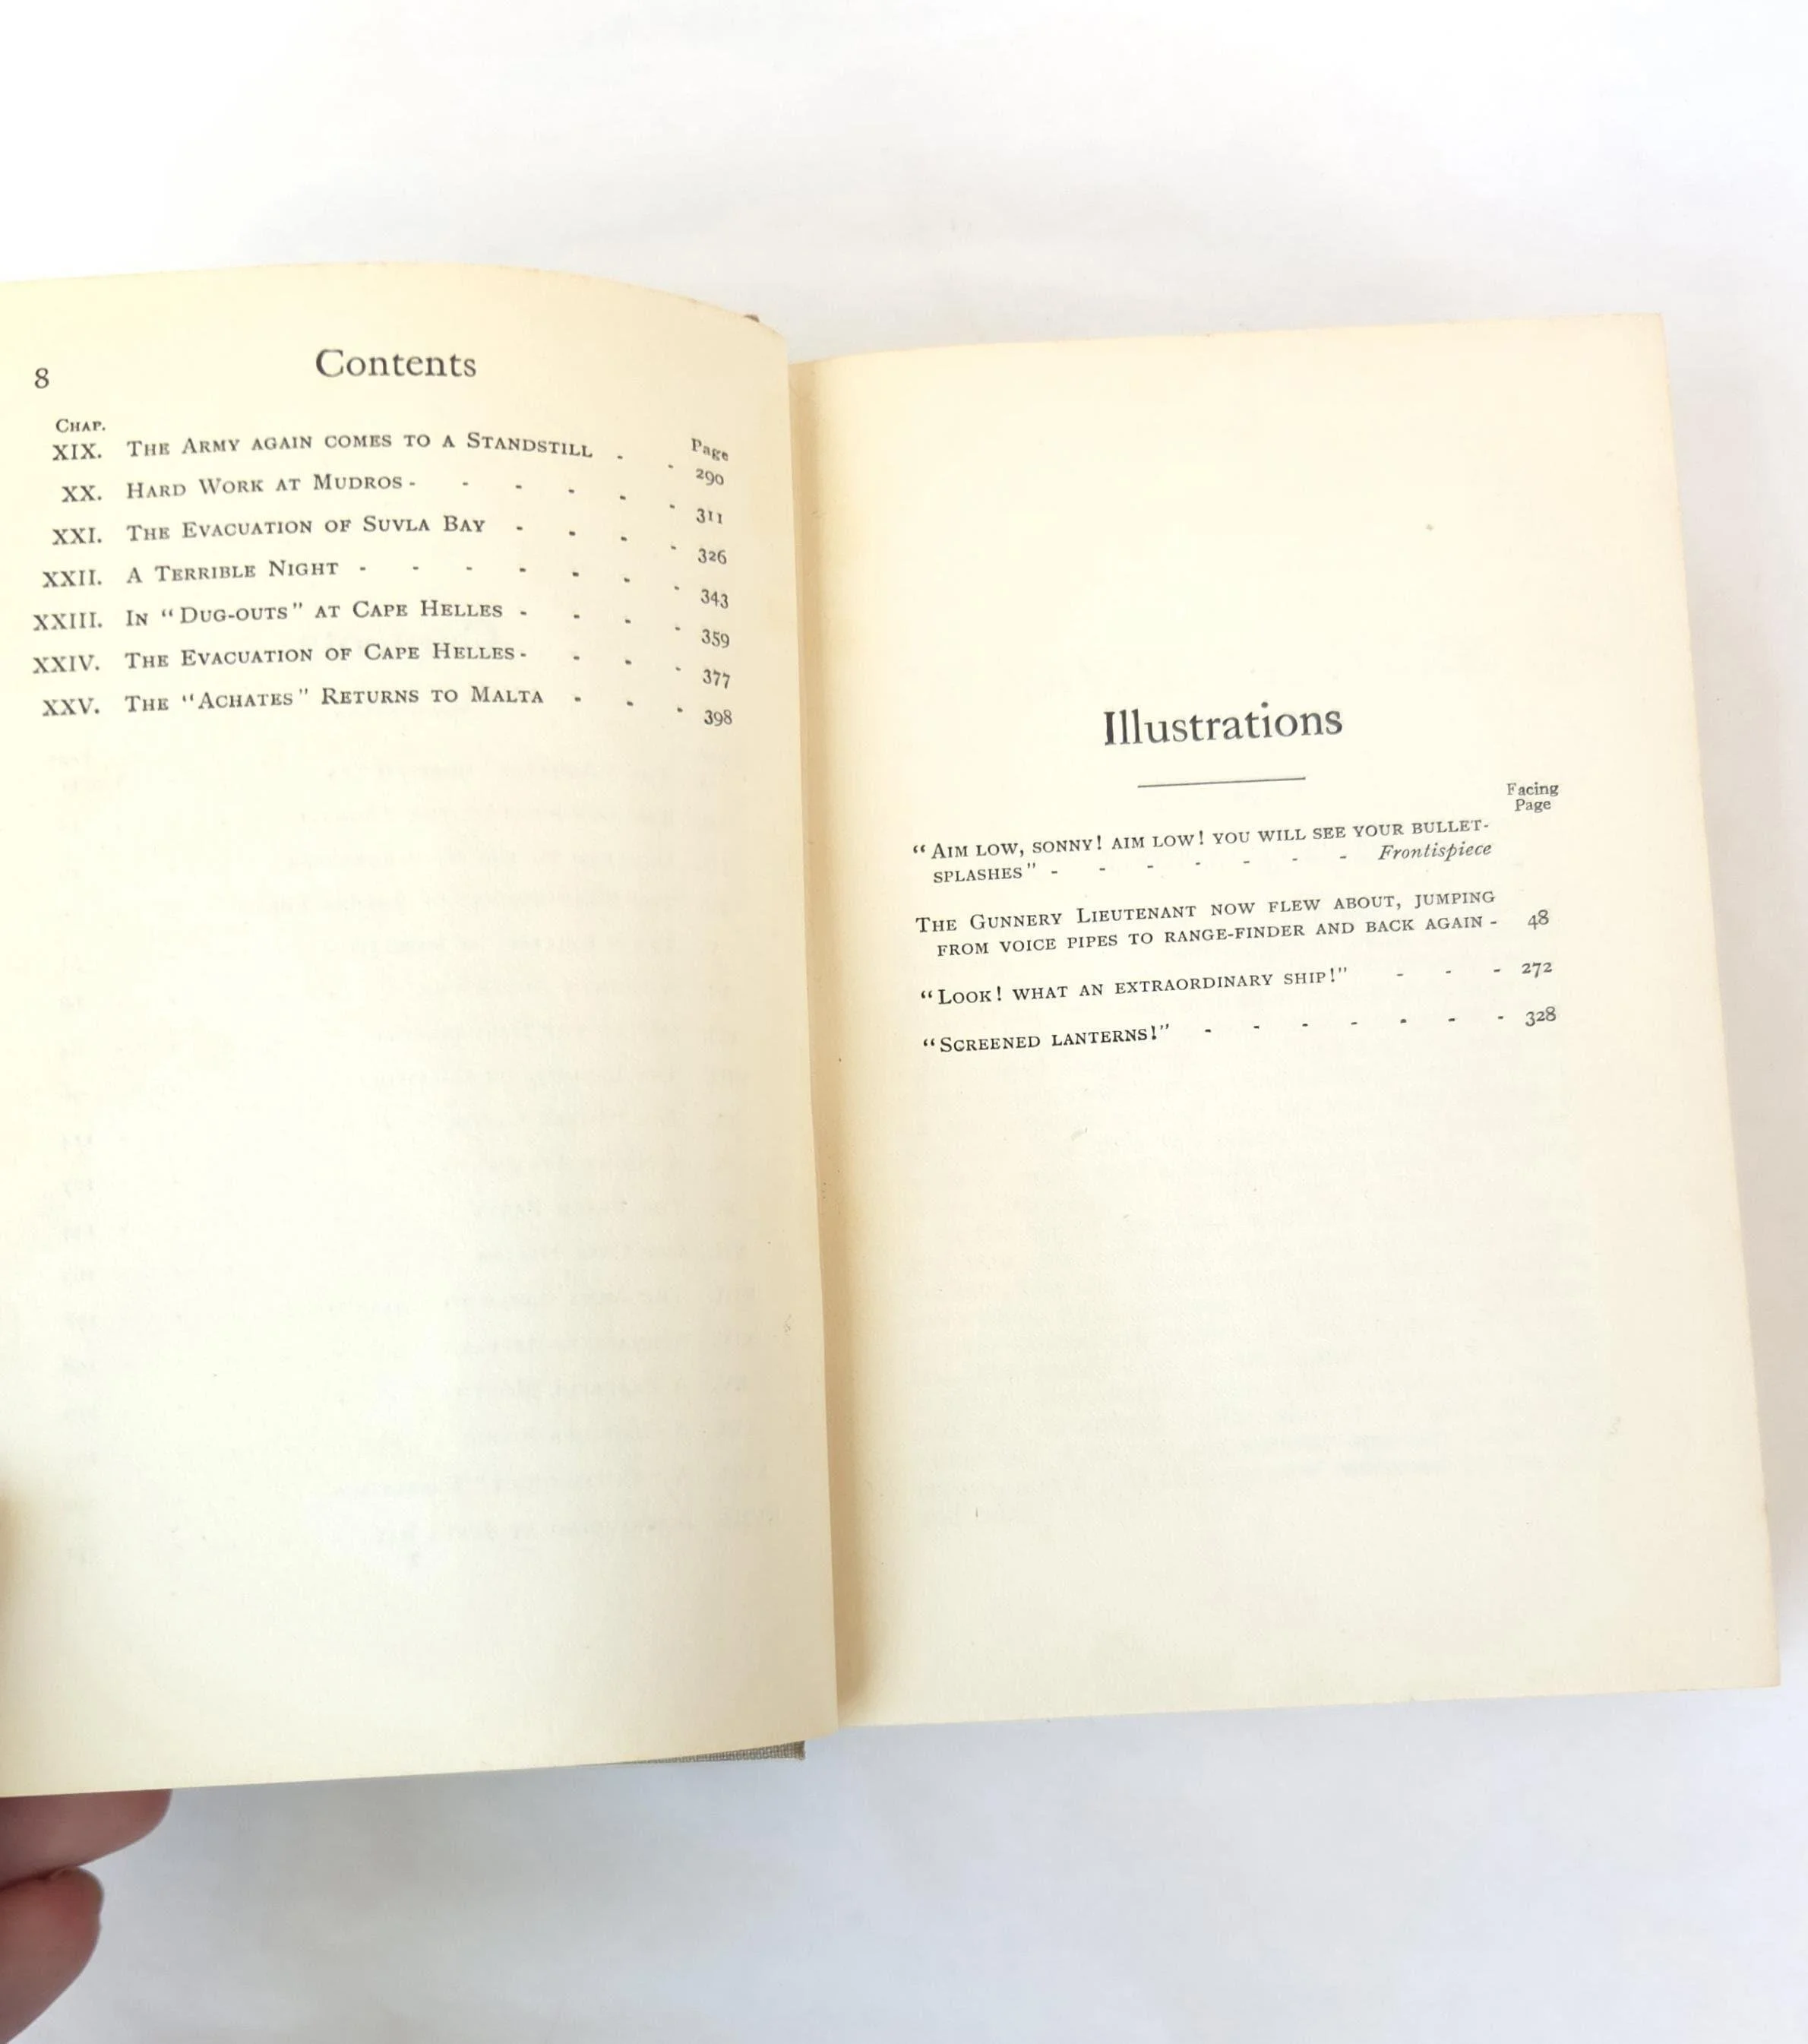 8
Contents
Chap. Page
XIX. The Army again comes to a Standstill - - 290
XX. Hard Work at Mudros - - - - - - 311
XXI. The Evacuation of Suvla Bay - - - - 326
XXII. A Terrible Night - - - - - - - 343
XXIII. In “Dug-outs” at Cape Helles - - - - 359
XXIV. The Evacuation of Cape Helles - - - - 377
XXV. The “Achates” Returns to Malta - - - 398
Illustrations
Facing
Page
“Aim low, sonny! aim low! you will see your bullet-
splashes” - - - - - - - Frontispiece
The Gunnery Lieutenant now flew about, jumping
from voice pipes to range-finder and back again - 48
“Look! what an extraordinary ship!” - - - 272
“Screened lanterns!” - - - - - - - 328